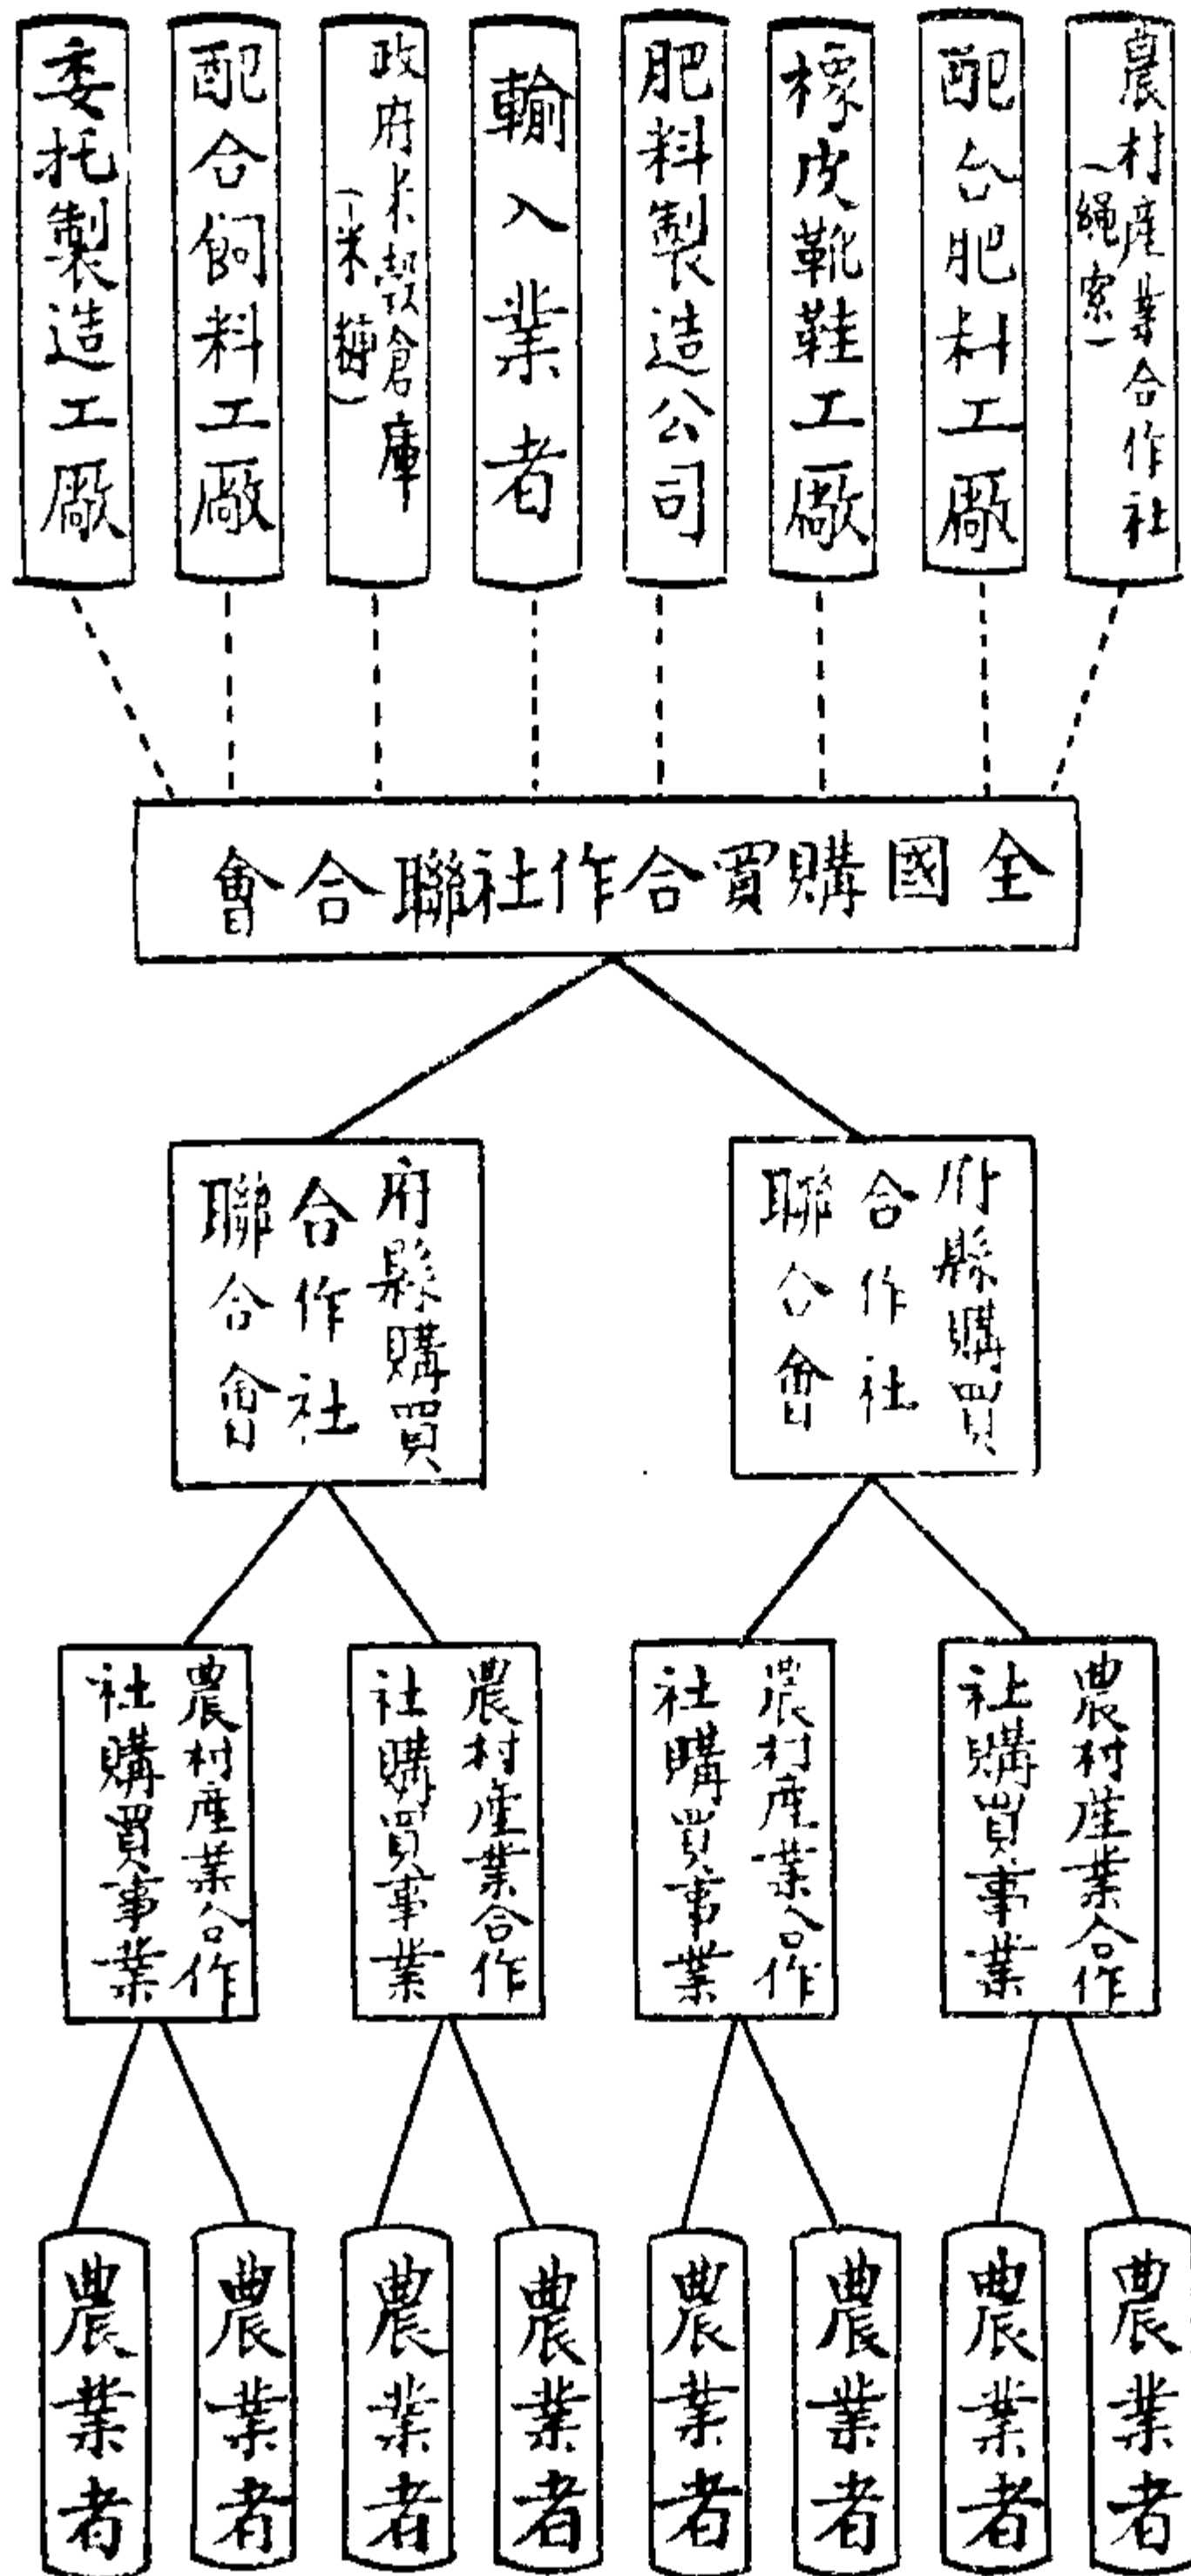 農村產業合作社
(繩索)
配合肥料工廠
橡皮靴鞋工廠
肥料製造公司
輸入業者
政府米穀倉庫
(米糠)
配合飼料工廠
委托製造工廠
全國購買合作社聯合會
府縣購買
合作社
聯合會
府縣購買
合作社
聯合會
農村產業合作
社購買事業
農村產業合作
社購買事業
農村產業合作
社購買事業
農村產業合作
社購買事業
農業者
農業者
農業者
農業者
農業者
農業者
農業者
農業者